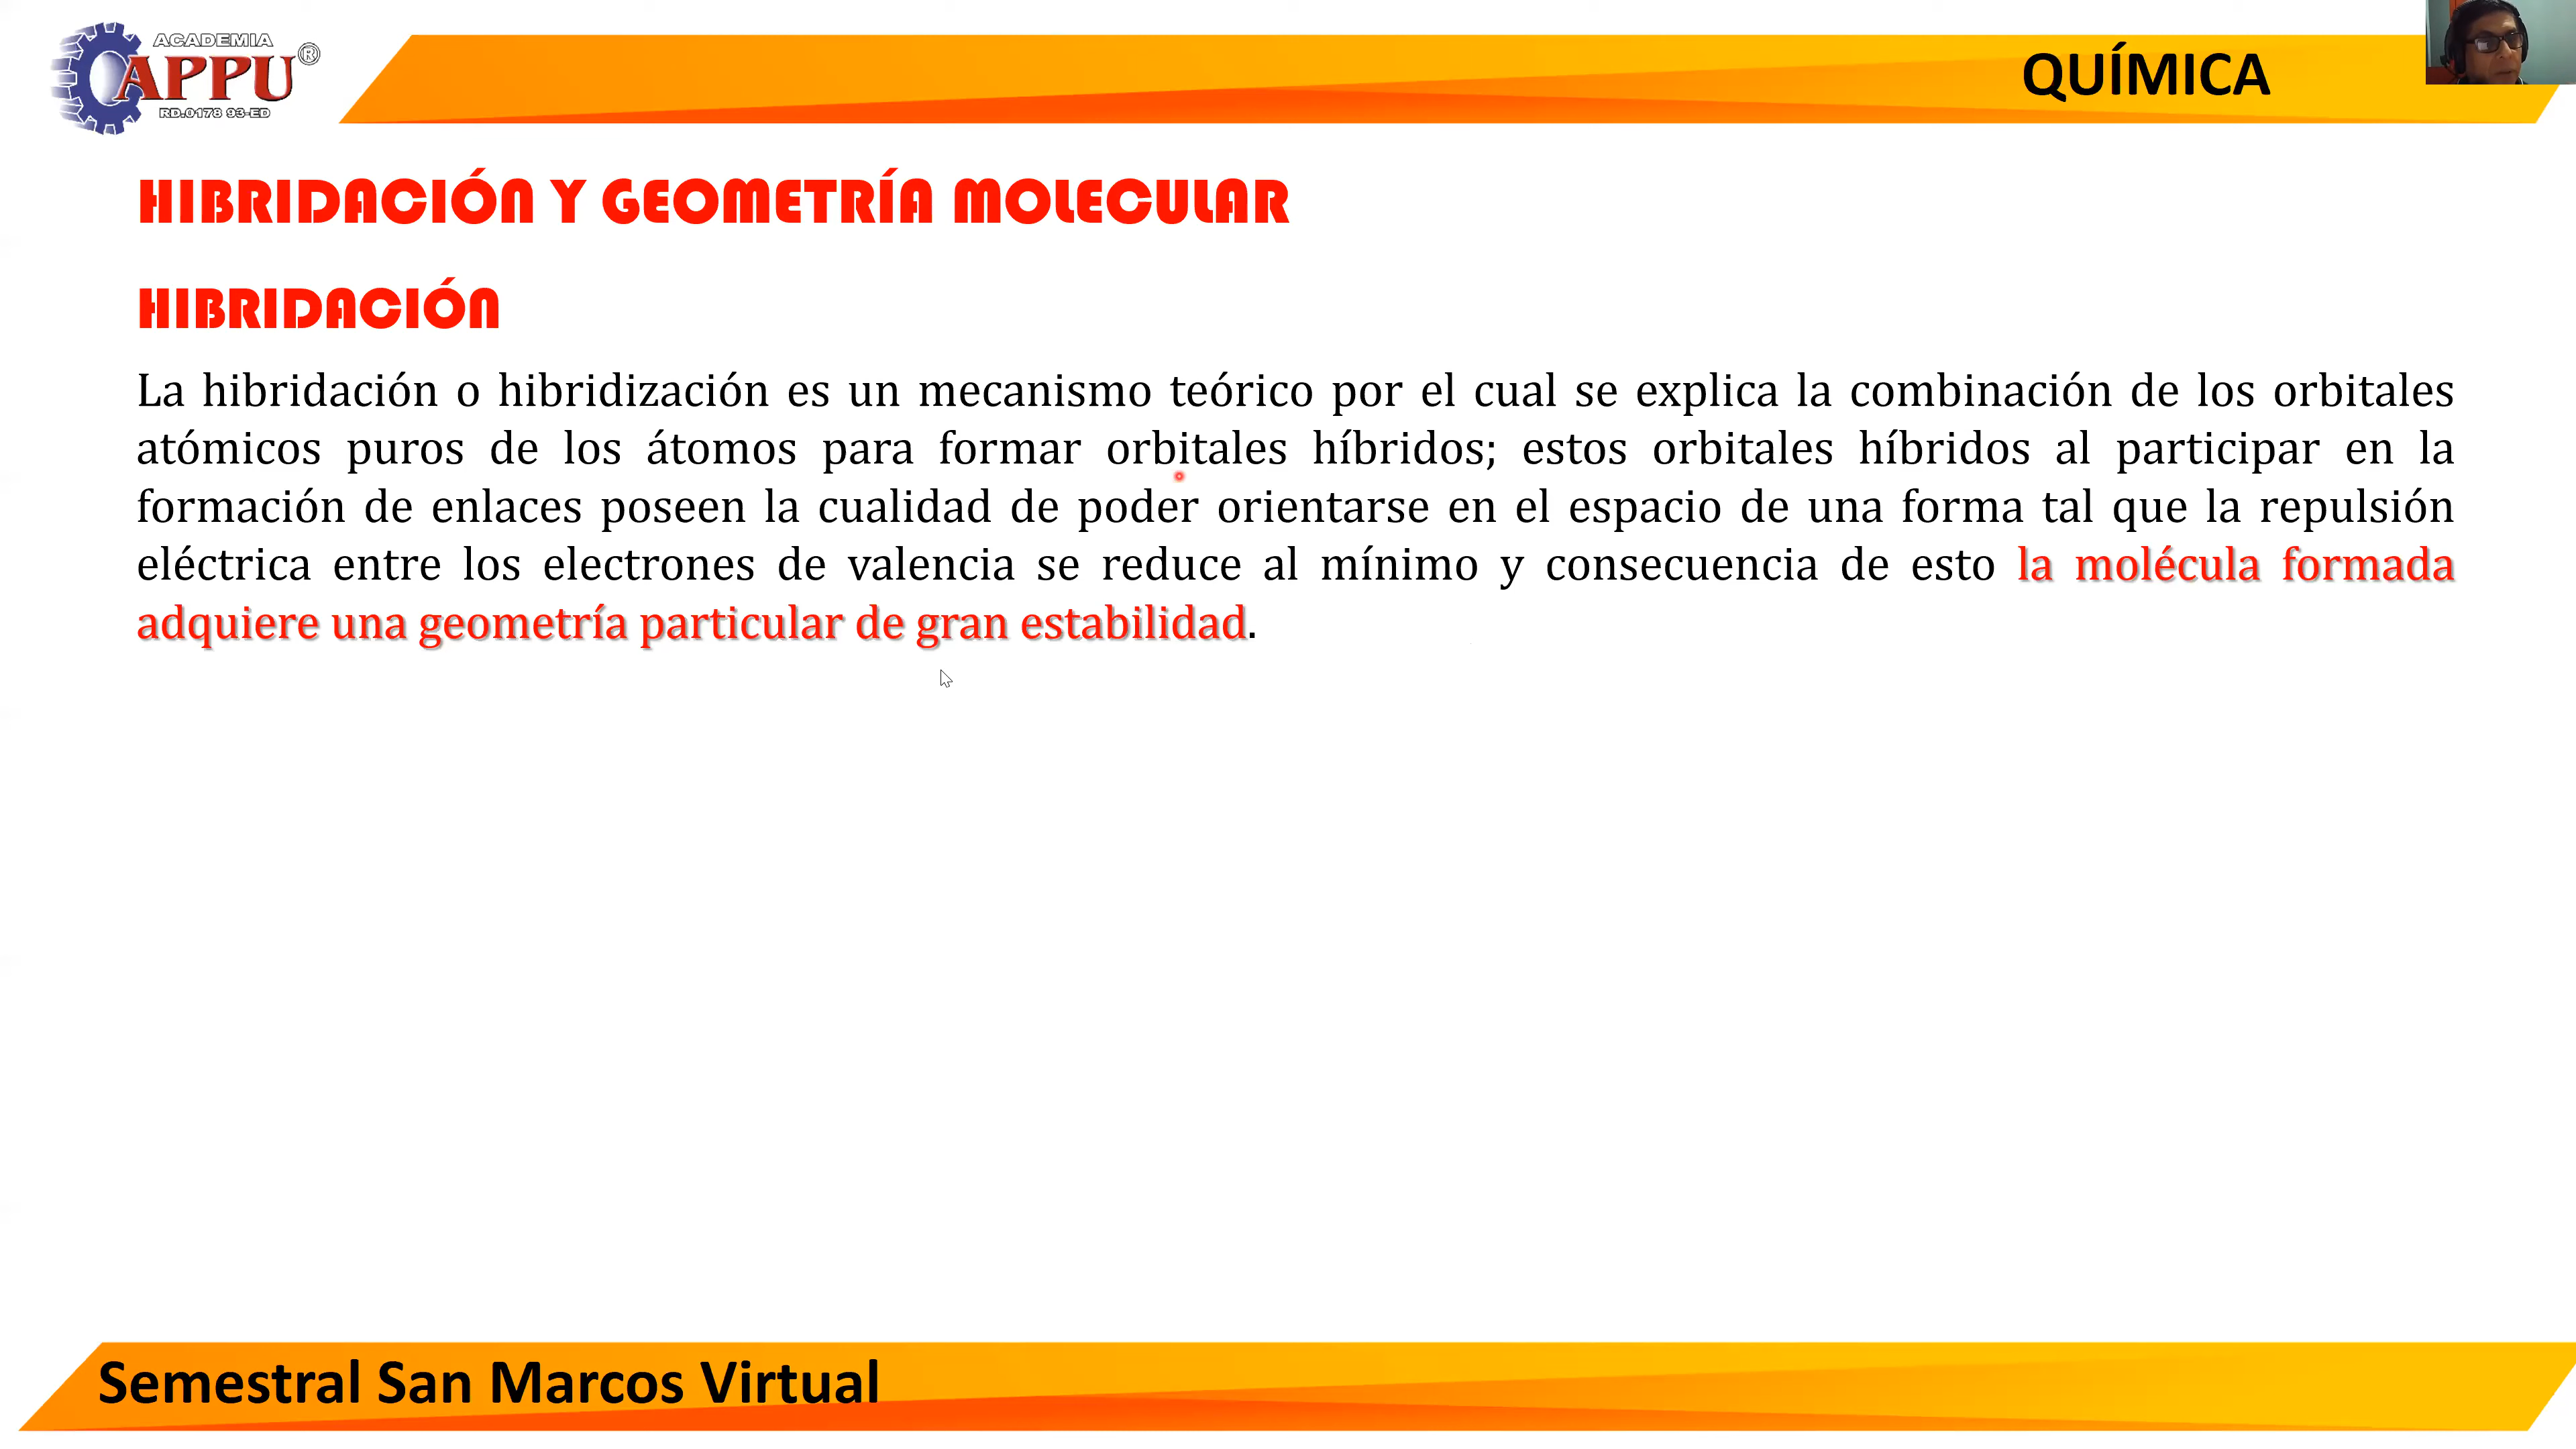 ACADEMIA
APPU®
RD.0178 93-ED
QUÍMICA
HIBRIDACIÓN Y GEOMETRÍA MOLECULAR
HIBRIDACIÓN
La hibridación o hibridización es un mecanismo teórico por el cual se explica la combinación de los orbitales
atómicos puros de los átomos para formar orbitales híbridos; estos orbitales híbridos al participar en la
formación de enlaces poseen la cualidad de poder orientarse en el espacio de una forma tal que la repulsión
eléctrica entre los electrones de valencia se reduce al mínimo y consecuencia de esto la molécula formada
adquiere una geometría particular de gran estabilidad.
Semestral San Marcos Virtual